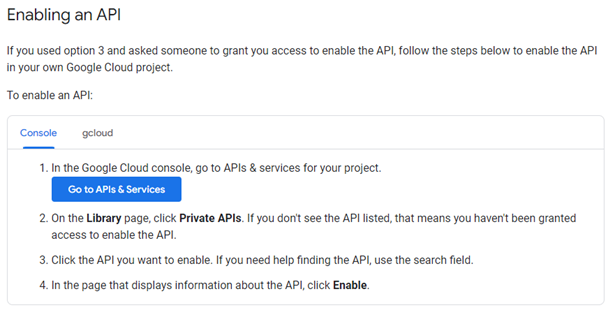 Enabling an API
If you used option 3 and asked someone to grant you access to enable the API, follow the steps below to enable the API
in your own Google Cloud project.
To enable an API:
Console gcloud
1. In the Google Cloud console, go to APIs & services for your project.
Go to APIs & Services
2. On the Library page, click Private APIs. If you don't see the API listed, that means you haven't been granted
access to enable the API.
3. Click the API you want to enable. If you need help finding the API, use the search field.
4. In the page that displays information about the API, click Enable.